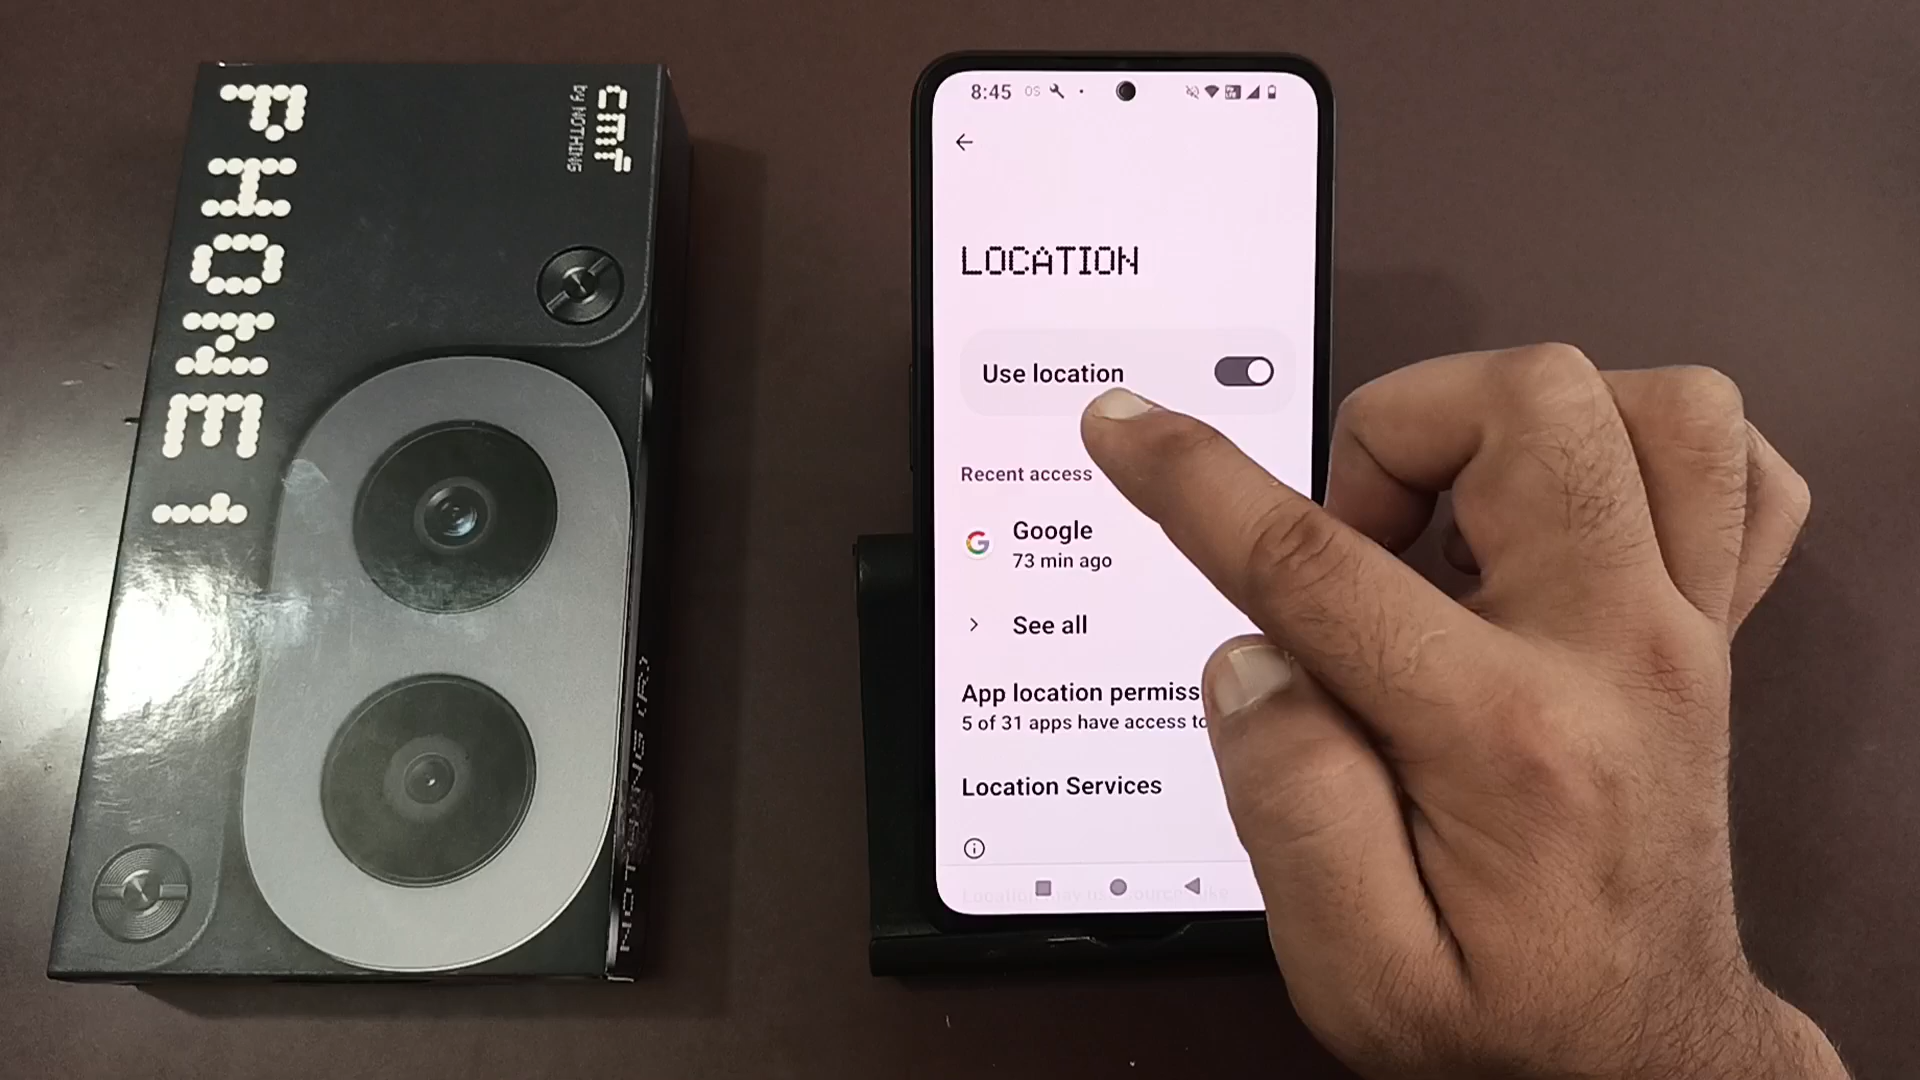 PHONE 1
cmf
by NOTHING
8:45
LOCATION
Use location
Recent access
Google
73 min ago
See all
App location permiss
5 of 31 apps have access to
Location Services